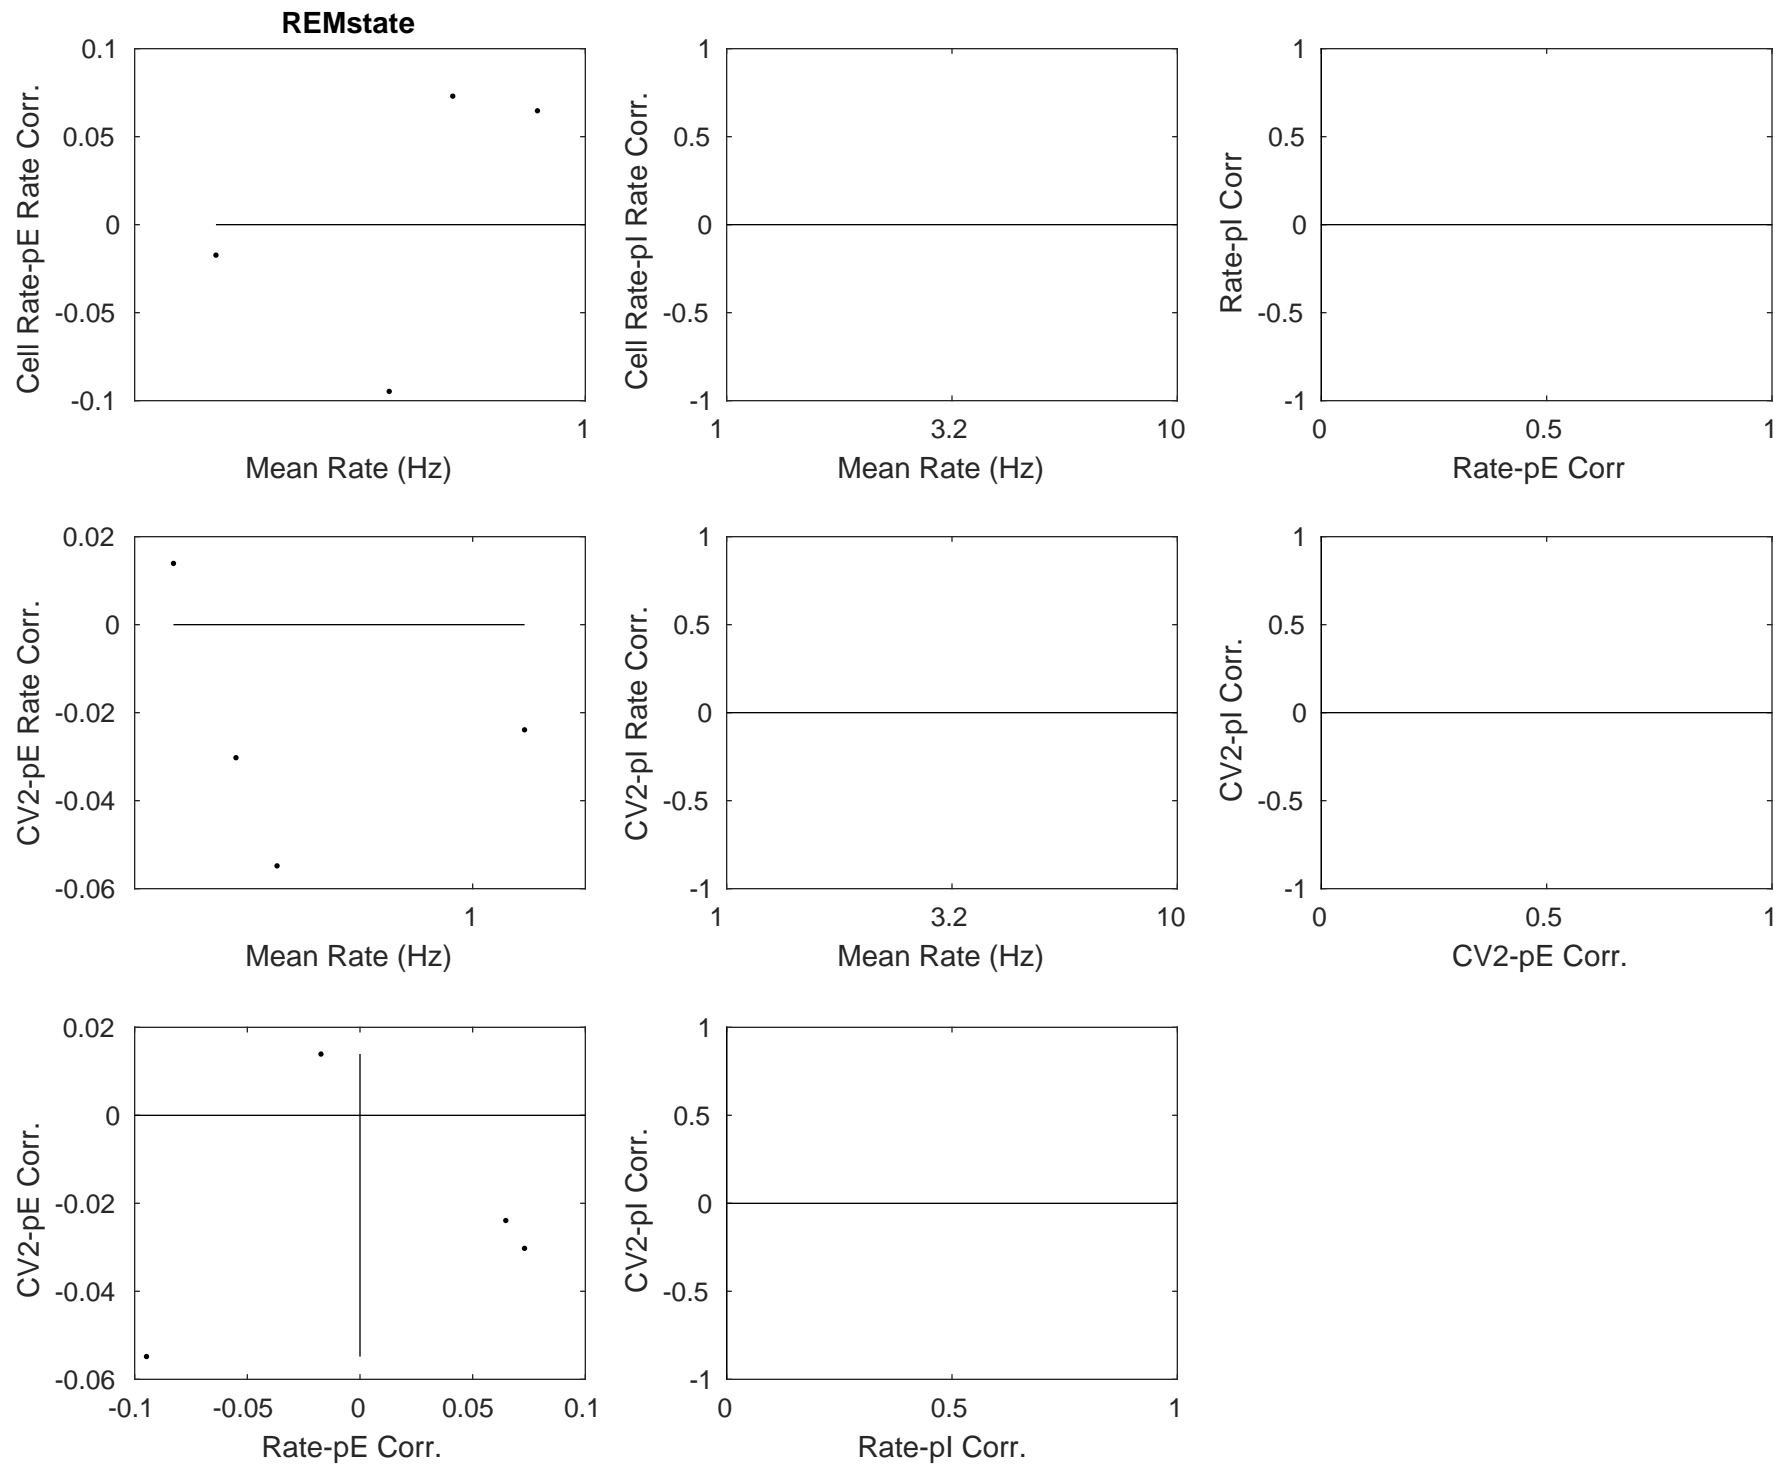 REMstate
0.1
0.05
0
-0.05
-0.1
Cell Rate-pE Rate Corr.
1
Mean Rate (Hz)
1
0.5
0
-0.5
-1
Cell Rate-pI Rate Corr.
1 3.2 10
Mean Rate (Hz)
1
0.5
0
-0.5
-1
Rate-pI Corr
0 0.5 1
Rate-pE Corr
0.02
0
-0.02
-0.04
-0.06
CV2-pE Rate Corr.
1
Mean Rate (Hz)
1
0.5
0
-0.5
-1
CV2-pI Rate Corr.
1 3.2 10
Mean Rate (Hz)
1
0.5
0
-0.5
-1
CV2-pI Corr.
0 0.5 1
CV2-pE Corr.
0.02
0
-0.02
-0.04
-0.06
CV2-pE Corr.
-0.1 -0.05 0 0.05 0.1
Rate-pE Corr.
1
0.5
0
-0.5
-1
CV2-pI Corr.
0 0.5 1
Rate-pI Corr.